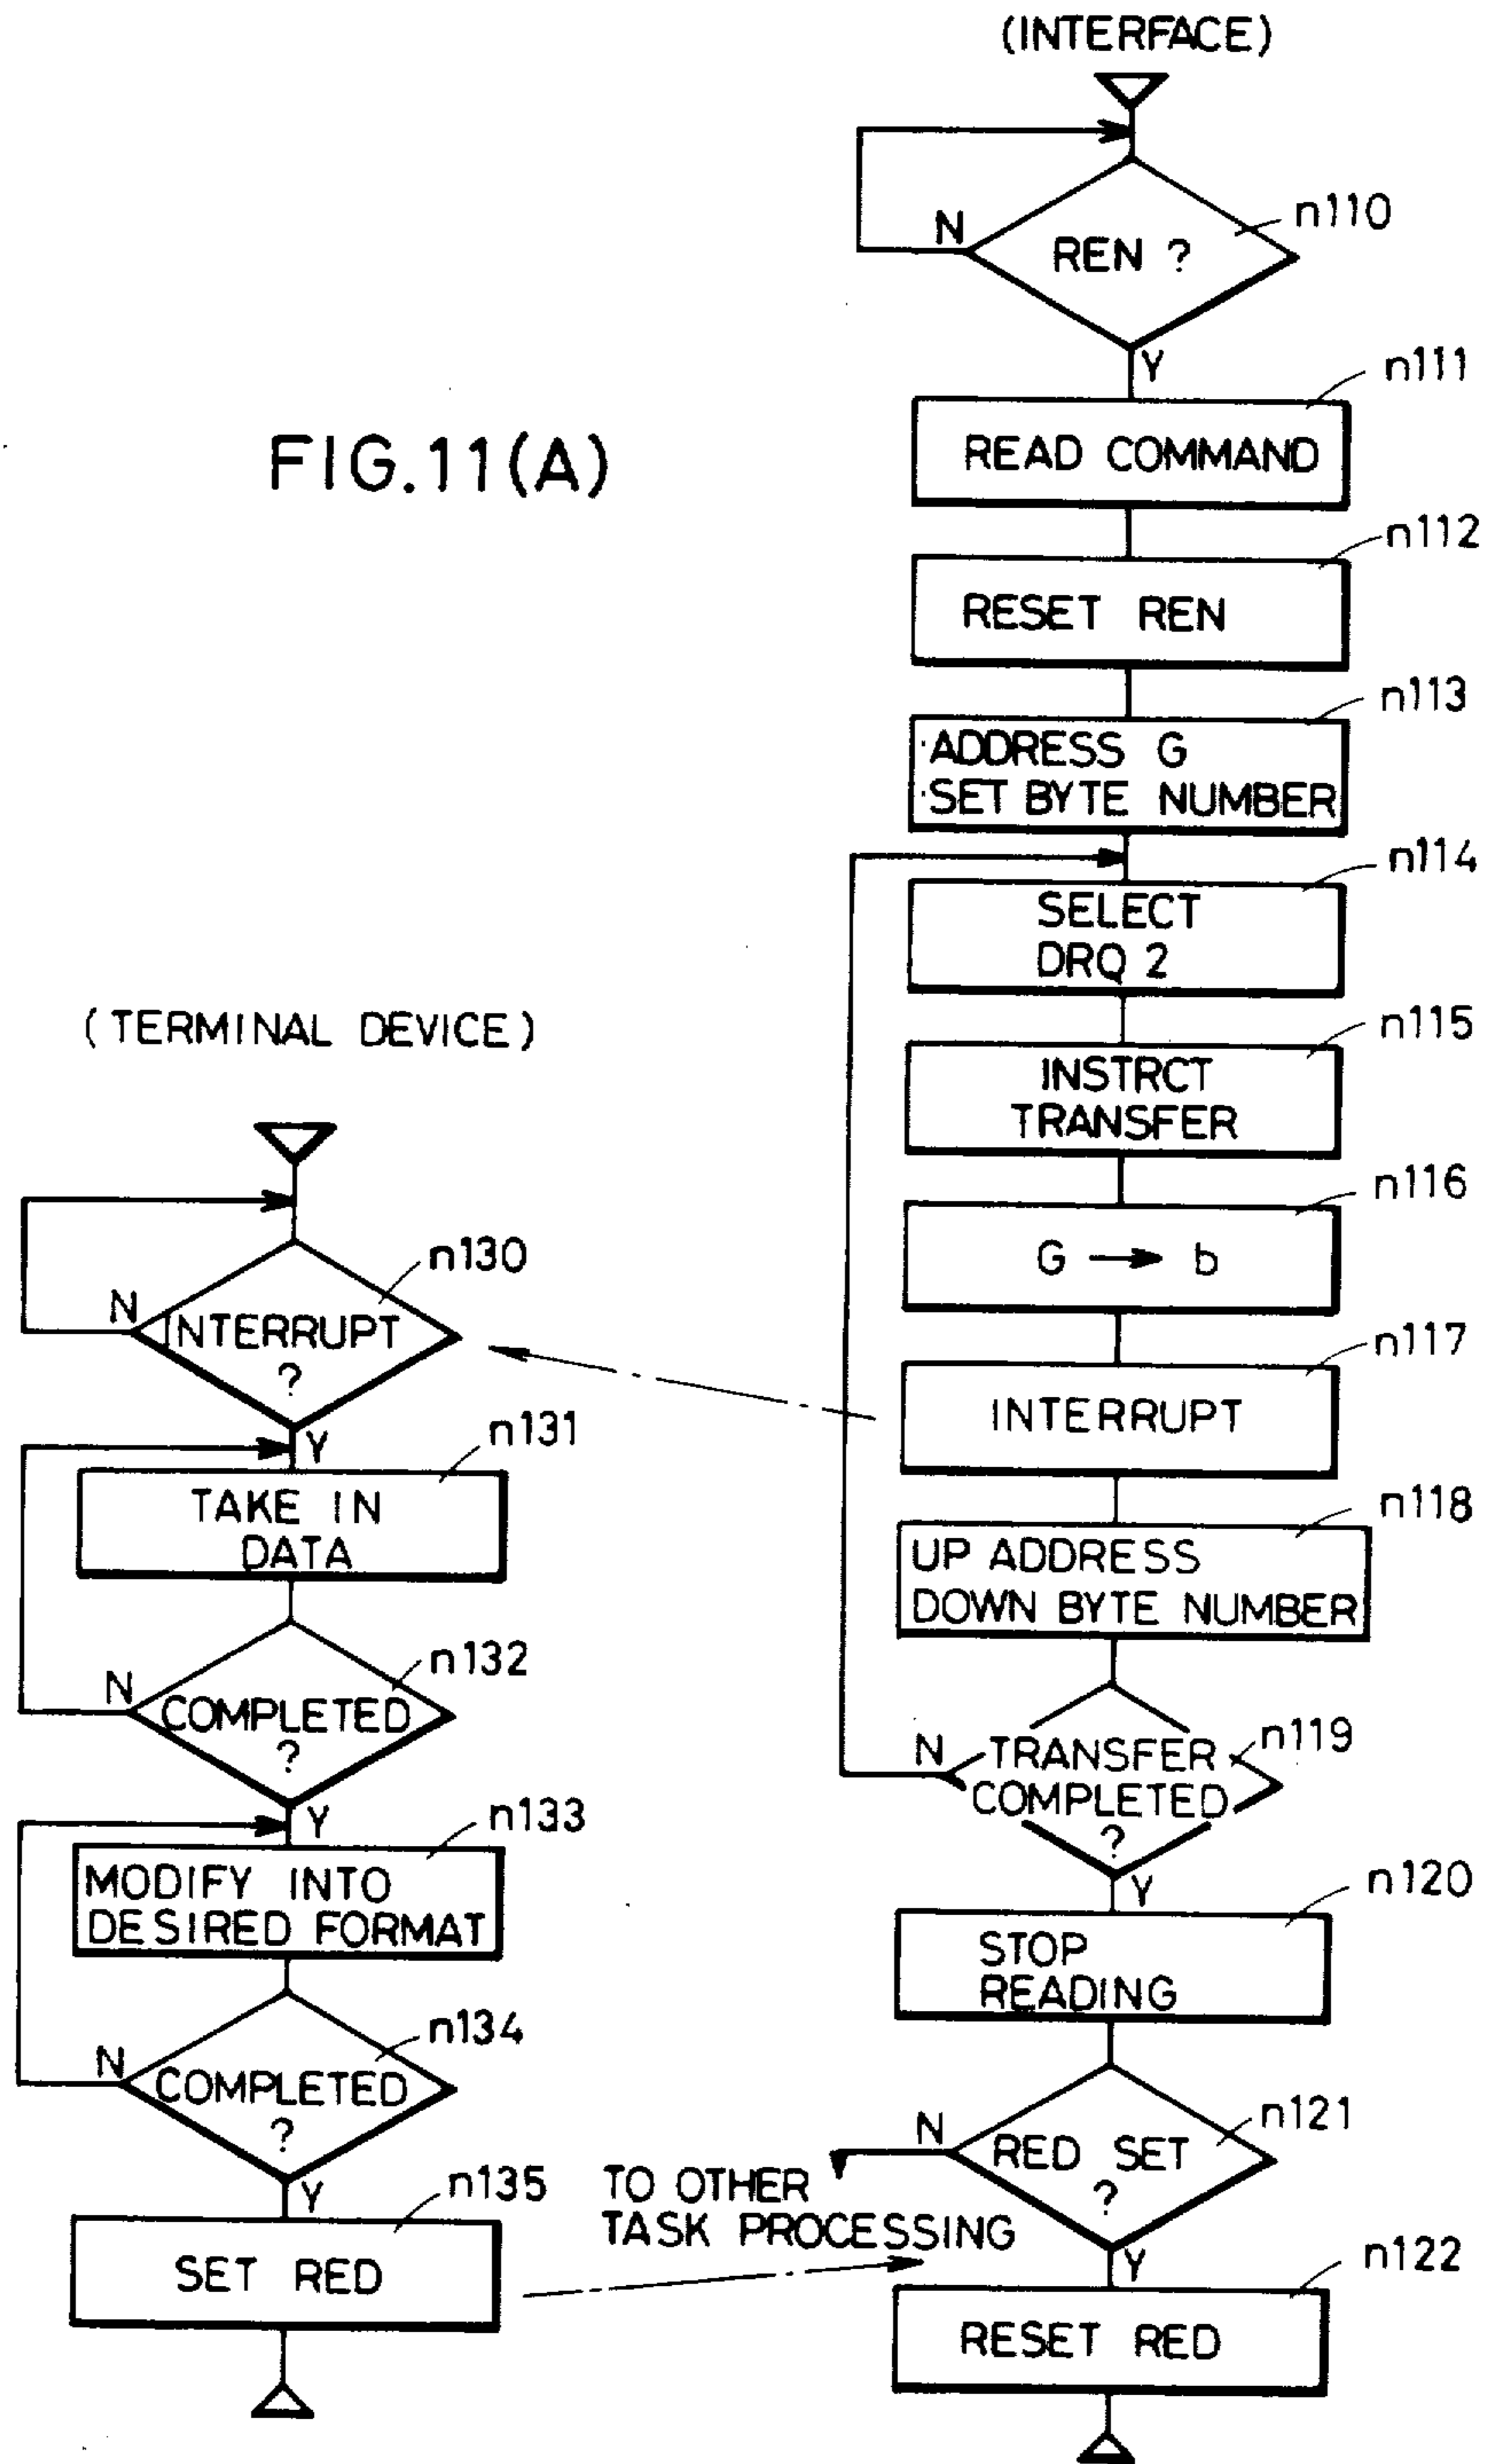 (INTERFACE)
n110
N
REN ?
Y
n111
READ COMMAND
n112
RESET REN
n113
·ADDRESS G
·SET BYTE NUMBER
n114
SELECT
DRQ 2
n115
INSTRCT
TRANSFER
n116
G → b
n117
INTERRUPT
n118
UP ADDRESS
DOWN BYTE NUMBER
n119
N
TRANSFER
COMPLETED
?
Y
n120
STOP
READING
n121
N
RED SET
?
TO OTHER
TASK PROCESSING
Y
n122
RESET RED
FIG.11(A)
(TERMINAL DEVICE)
n130
N
INTERRUPT
?
Y
n131
TAKE IN
DATA
n132
N
COMPLETED
?
Y
n133
MODIFY INTO
DESIRED FORMAT
n134
N
COMPLETED
?
Y
n135
SET RED